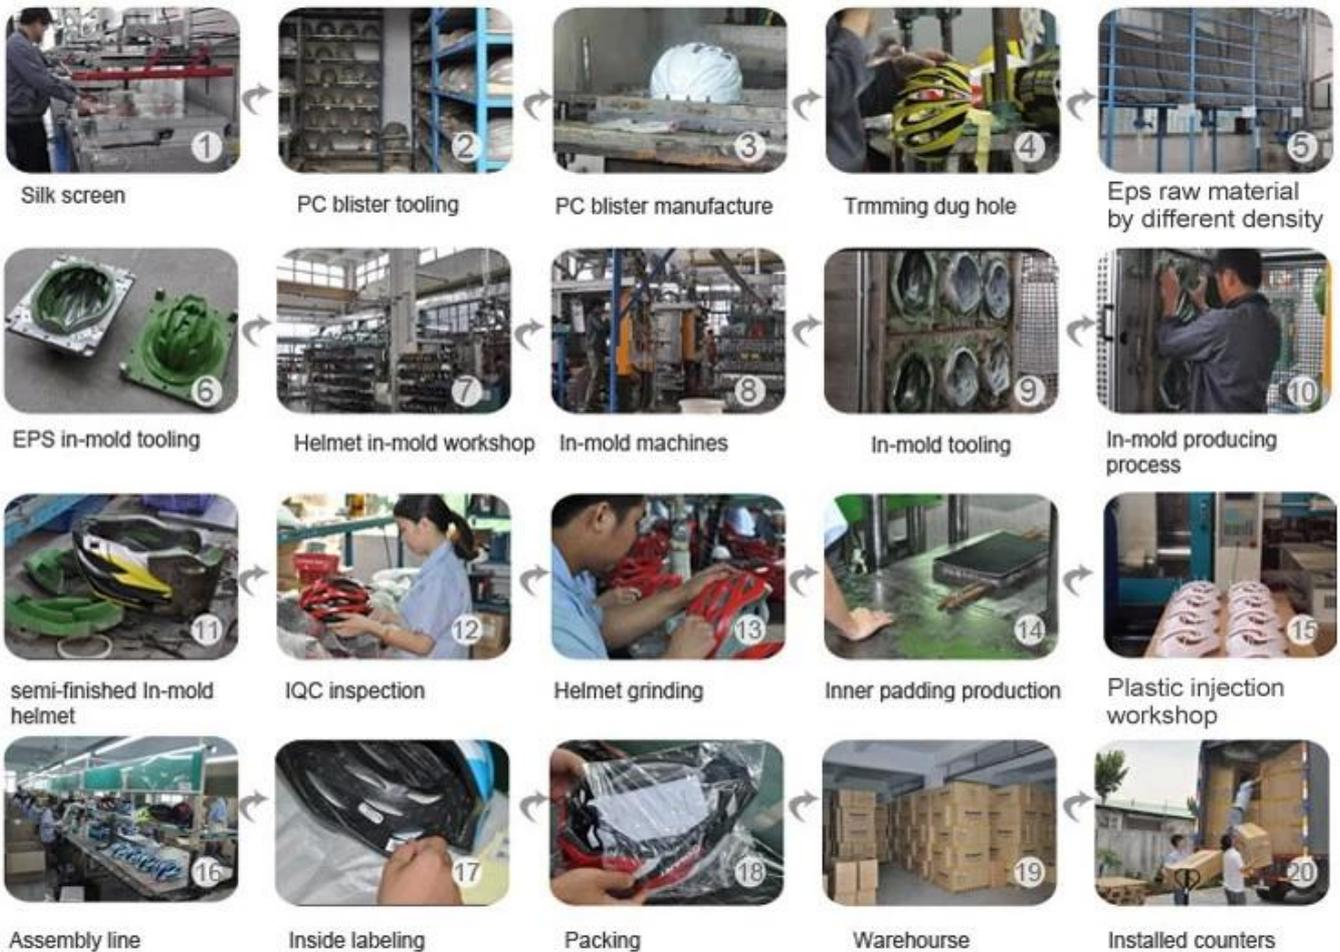 1
2
3
4
5
Silk screen
PC blister tooling
PC blister manufacture
Trmming dug hole
Eps raw material
by different density
6
7
8
9
10
EPS in-mold tooling
Helmet in-mold workshop
In-mold machines
In-mold tooling
In-mold producing
process
11
12
13
14
15
semi-finished In-mold
helmet
IQC inspection
Helmet grinding
Inner padding production
Plastic injection
workshop
16
17
18
19
20
Assembly line
Inside labeling
Packing
Warehourse
Installed counters